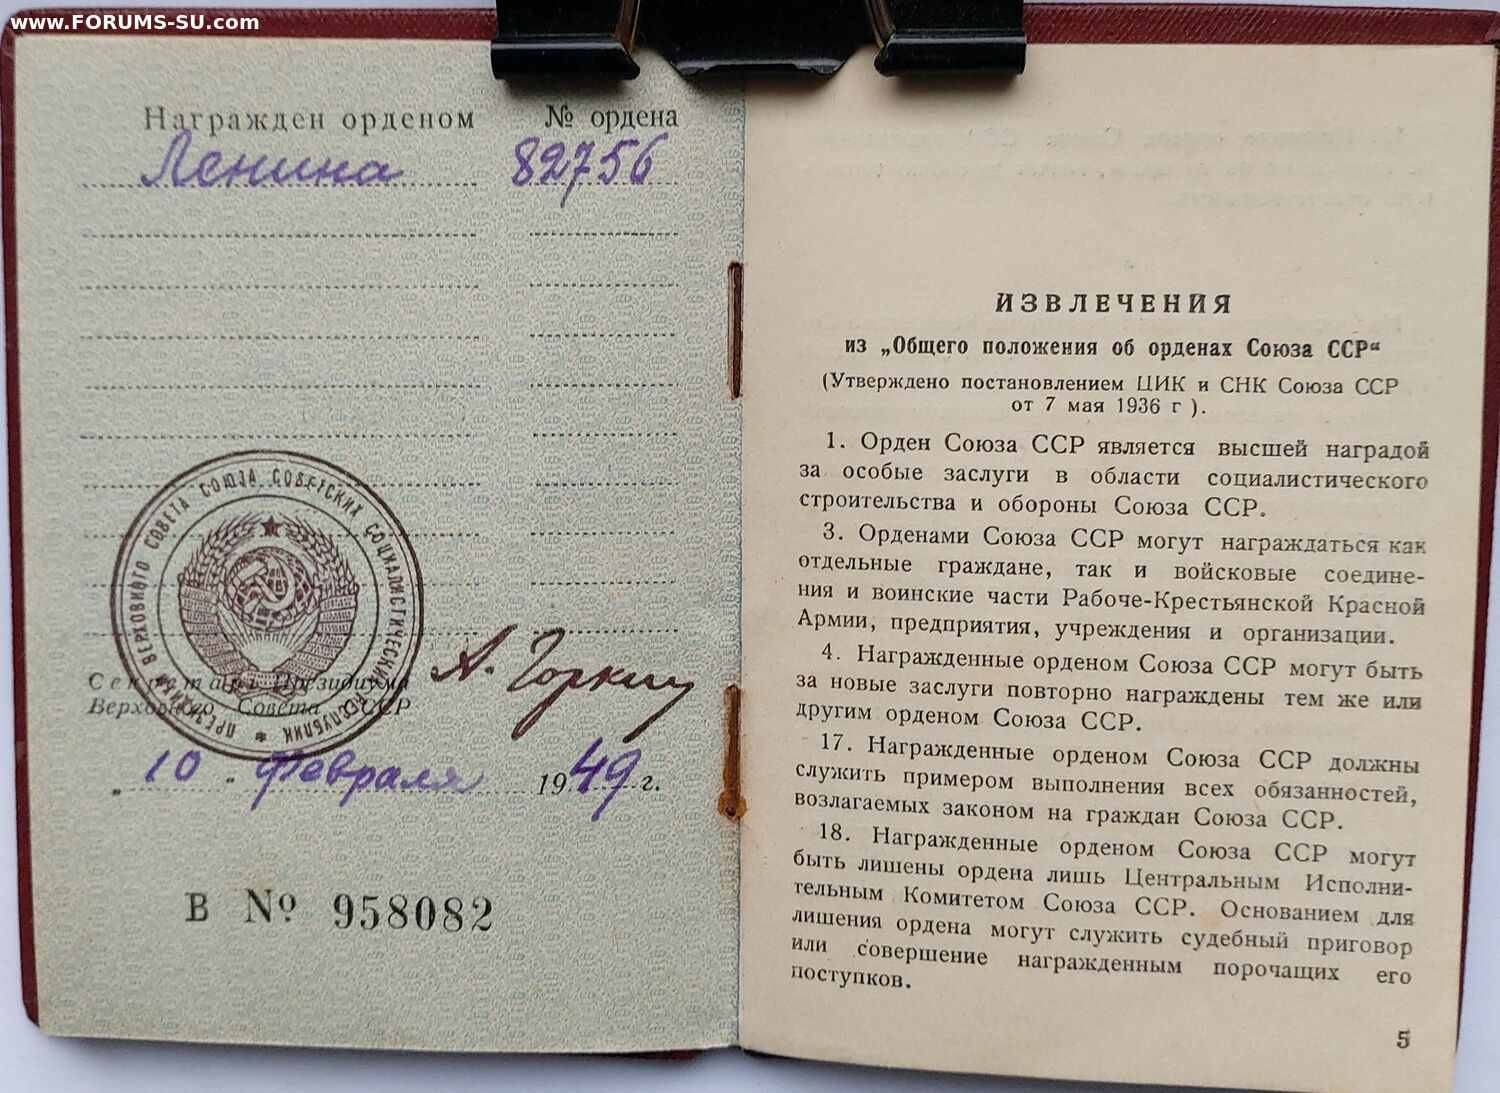 www.FORUMS-SU.com
Награжден орденом № ордена
Ленина 82756
ПРЕЗИДИУМ ВЕРХОВНОГО СОВЕТА СОЮЗА СОВЕТСКИХ СОЦИАЛИСТИЧЕСКИХ РЕСПУБЛИК
Секретарь Президиума
Верховного Совета СССР
А. Горкин
„ 10 " Февраля 1949 г.
В № 958082
ИЗВЛЕЧЕНИЯ
из „Общего положения об орденах Союза ССР“
(Утверждено постановлением ЦИК и СНК Союза ССР
от 7 мая 1936 г ).
1. Орден Союза ССР является высшей наградой
за особые заслуги в области социалистического
строительства и обороны Союза ССР.
3. Орденами Союза ССР могут награждаться как
отдельные граждане, так и войсковые соедине-
ния и воинские части Рабоче-Крестьянской Красной
Армии, предприятия, учреждения и организации.
4. Награжденные орденом Союза ССР могут быть
за новые заслуги повторно награждены тем же или
другим орденом Союза ССР.
17. Награжденные орденом Союза ССР должны
служить примером выполнения всех обязанностей,
возлагаемых законом на граждан Союза ССР.
18. Награжденные орденом Союза ССР могут
быть лишены ордена лишь Центральным Исполни-
тельным Комитетом Союза ССР. Основанием для
лишения ордена могут служить судебный приговор
или совершение награжденным порочащих его
поступков.
5